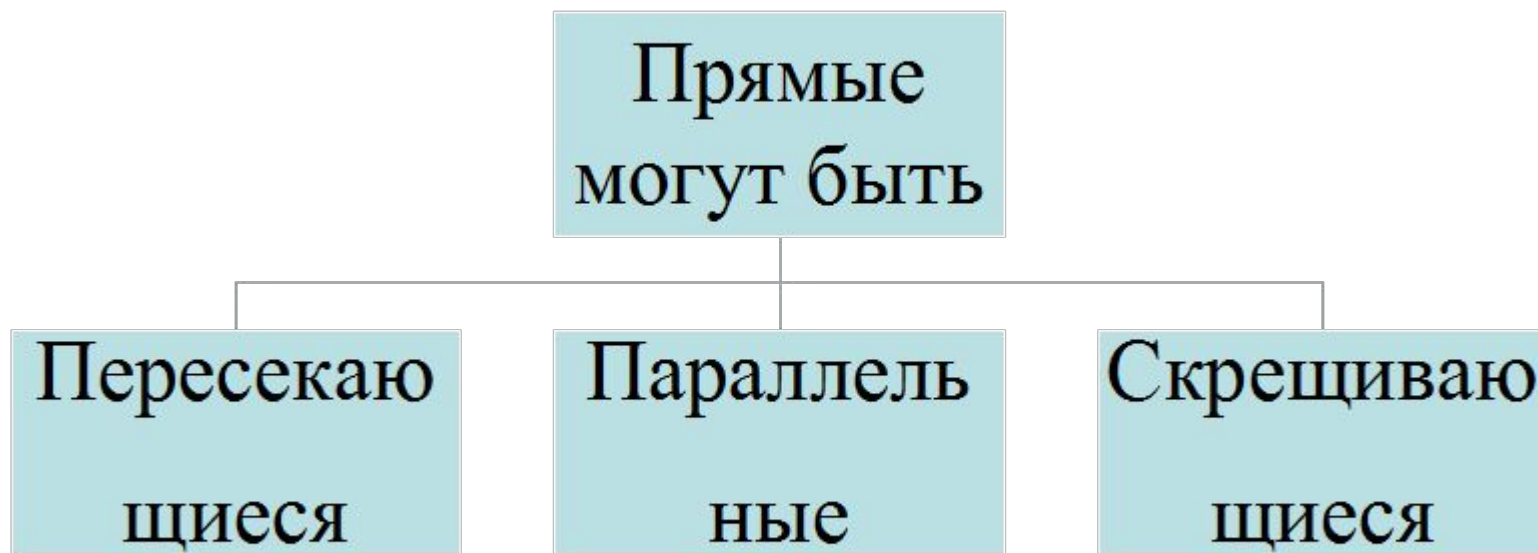 Прямые
могут быть
Пересекаю
щиеся
Параллель
ные
Скрещиваю
щиеся